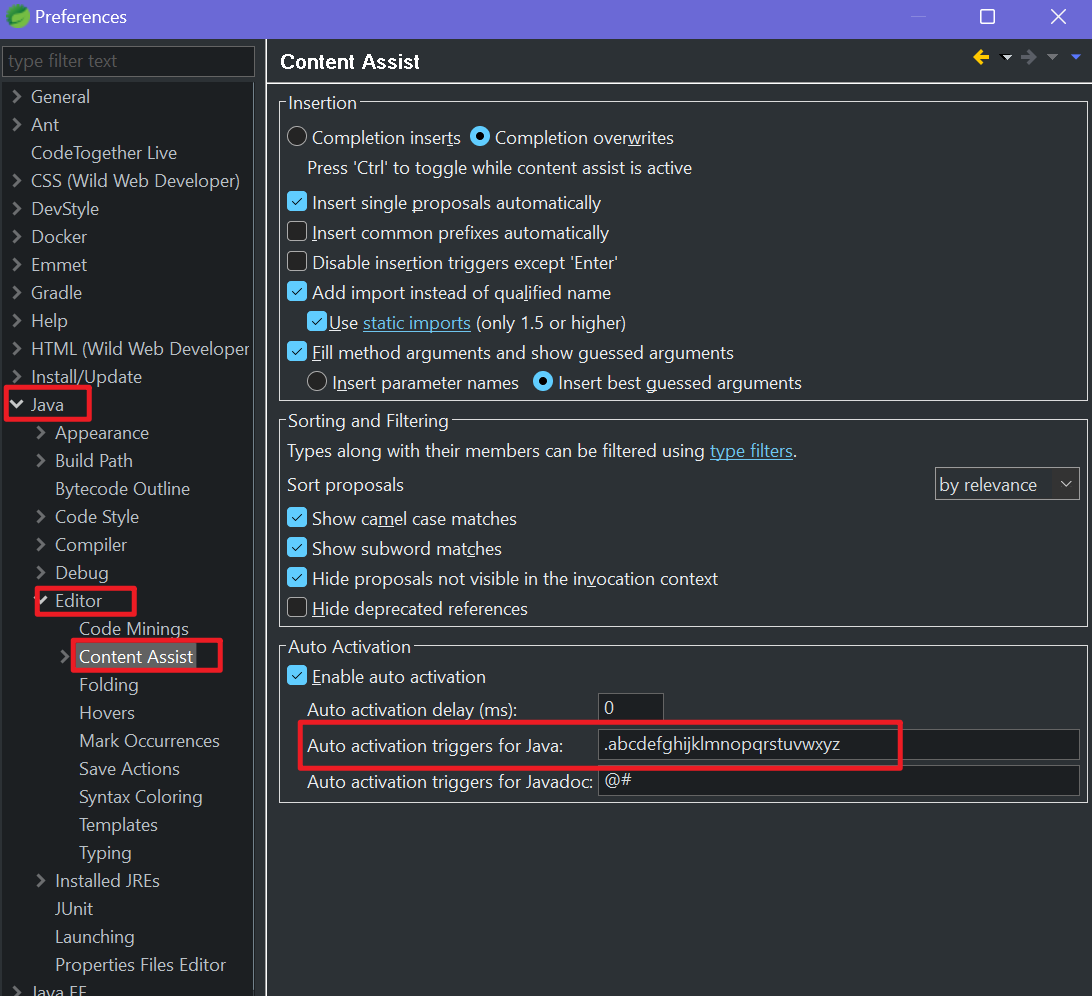 Preferences
type filter text
General
Ant
CodeTogether Live
CSS (Wild Web Developer)
DevStyle
Docker
Emmet
Gradle
Help
HTML (Wild Web Developer
Install/Update
Java
Appearance
Build Path
Bytecode Outline
Code Style
Compiler
Debug
Editor
Code Minings
Content Assist
Folding
Hovers
Mark Occurrences
Save Actions
Syntax Coloring
Templates
Typing
Installed JREs
JUnit
Launching
Properties Files Editor
Java EE
Content Assist
Insertion
Completion inserts Completion overwrites
Press 'Ctrl' to toggle while content assist is active
Insert single proposals automatically
Insert common prefixes automatically
Disable insertion triggers except 'Enter'
Add import instead of qualified name
Use static imports (only 1.5 or higher)
Fill method arguments and show guessed arguments
Insert parameter names Insert best guessed arguments
Sorting and Filtering
Types along with their members can be filtered using type filters.
Sort proposals by relevance
Show camel case matches
Show subword matches
Hide proposals not visible in the invocation context
Hide deprecated references
Auto Activation
Enable auto activation
Auto activation delay (ms): 0
Auto activation triggers for Java: .abcdefghijklmnopqrstuvwxyz
Auto activation triggers for Javadoc: @#